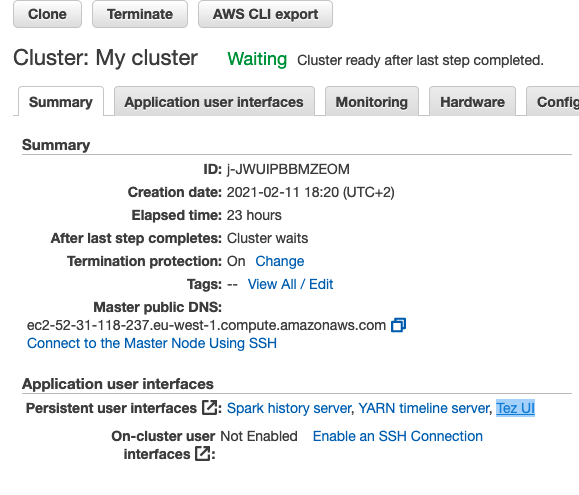 Clone Terminate AWS CLI export
Cluster: My cluster Waiting Cluster ready after last step completed.
Summary Application user interfaces Monitoring Hardware Config
Summary
ID: j-JWUIPBBMZEOM
Creation date: 2021-02-11 18:20 (UTC+2)
Elapsed time: 23 hours
After last step completes: Cluster waits
Termination protection: On Change
Tags: -- View All / Edit
Master public DNS:
ec2-52-31-118-237.eu-west-1.compute.amazonaws.com
Connect to the Master Node Using SSH
Application user interfaces
Persistent user interfaces : Spark history server, YARN timeline server, Tez UI
On-cluster user Not Enabled Enable an SSH Connection
interfaces :